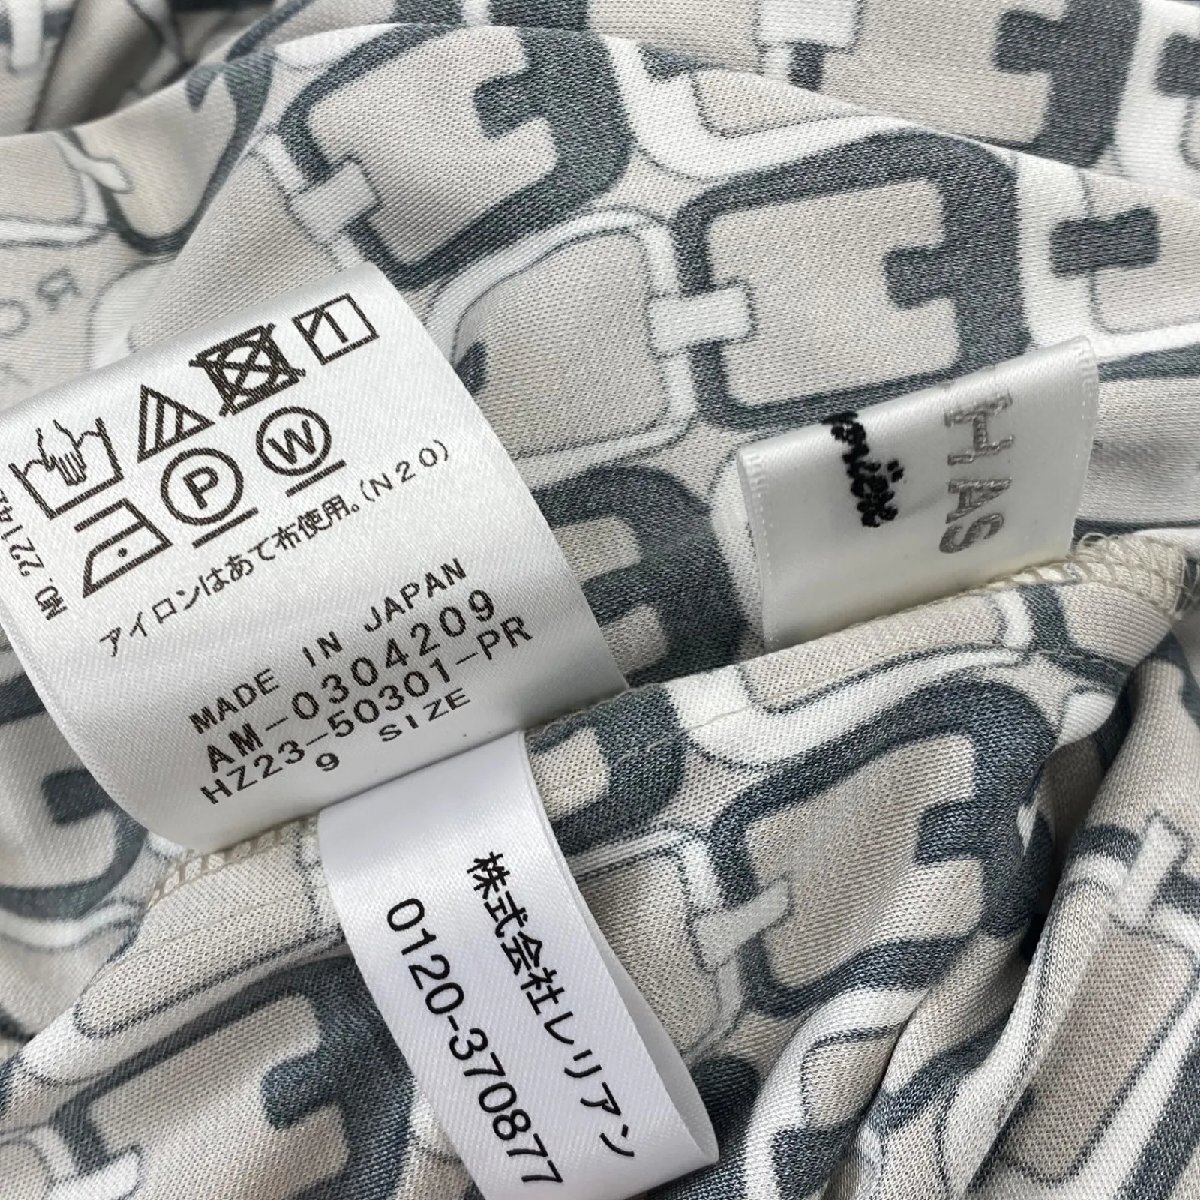 P
W
アイロンはあて布使用。(N20)
MADE IN JAPAN
AM-0304209
HZ23-50301-PR
9 SIZE
株式会社レリアン
0120-370877
HAS